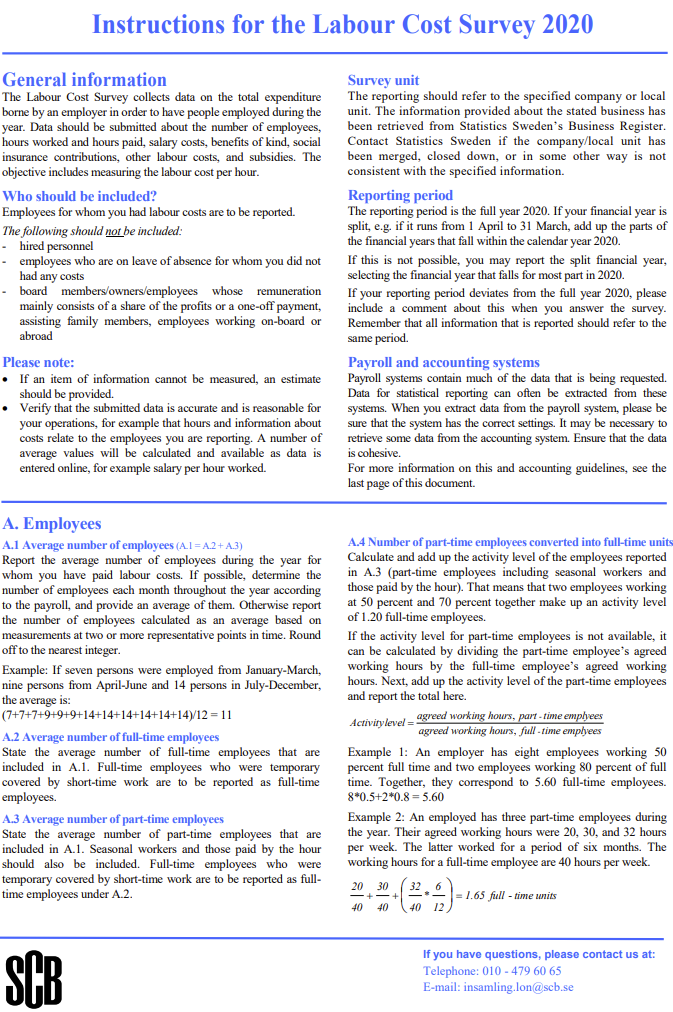 Instructions for the Labour Cost Survey 2020
General information
The Labour Cost Survey collects data on the total expenditure
borne by an employer in order to have people employed during the
year. Data should be submitted about the number of employees,
hours worked and hours paid, salary costs, benefits of kind, social
insurance contributions, other labour costs, and subsidies. The
objective includes measuring the labour cost per hour.
Who should be included?
Employees for whom you had labour costs are to be reported.
The following should not be included:
- hired personnel
- employees who are on leave of absence for whom you did not
had any costs
- board members/owners/employees whose remuneration
mainly consists of a share of the profits or a one-off payment,
assisting family members, employees working on-board or
abroad
Please note:
• If an item of information cannot be measured, an estimate
should be provided.
• Verify that the submitted data is accurate and is reasonable for
your operations, for example that hours and information about
costs relate to the employees you are reporting. A number of
average values will be calculated and available as data is
entered online, for example salary per hour worked.
Survey unit
The reporting should refer to the specified company or local
unit. The information provided about the stated business has
been retrieved from Statistics Sweden's Business Register.
Contact Statistics Sweden if the company/local unit has
been merged, closed down, or in some other way is not
consistent with the specified information.
Reporting period
The reporting period is the full year 2020. If your financial year is
split, e.g. if it runs from 1 April to 31 March, add up the parts of
the financial years that fall within the calendar year 2020.
If this is not possible, you may report the split financial year,
selecting the financial year that falls for most part in 2020.
If your reporting period deviates from the full year 2020, please
include a comment about this when you answer the survey.
Remember that all information that is reported should refer to the
same period.
Payroll and accounting systems
Payroll systems contain much of the data that is being requested.
Data for statistical reporting can often be extracted from these
systems. When you extract data from the payroll system, please be
sure that the system has the correct settings. It may be necessary to
retrieve some data from the accounting system. Ensure that the data
is cohesive.
For more information on this and accounting guidelines, see the
last page of this document.
A. Employees
A.1 Average number of employees (A.1 = A.2 + A.3)
Report the average number of employees during the year for
whom you have paid labour costs. If possible, determine the
number of employees each month throughout the year according
to the payroll, and provide an average of them. Otherwise report
the number of employees calculated as an average based on
measurements at two or more representative points in time. Round
off to the nearest integer.
Example: If seven persons were employed from January-March,
nine persons from April-June and 14 persons in July-December,
the average is:
(7+7+7+9+9+9+14+14+14+14+14+14)/12 = 11
A.2 Average number of full-time employees
State the average number of full-time employees that are
included in A.1. Full-time employees who were temporary
covered by short-time work are to be reported as full-time
employees.
A.3 Average number of part-time employees
State the average number of part-time employees that are
included in A.1. Seasonal workers and those paid by the hour
should also be included. Full-time employees who were
temporary covered by short-time work are to be reported as full-
time employees under A.2.
A.4 Number of part-time employees converted into full-time units
Calculate and add up the activity level of the employees reported
in A.3 (part-time employees including seasonal workers and
those paid by the hour). That means that two employees working
at 50 percent and 70 percent together make up an activity level
of 1.20 full-time employees.
If the activity level for part-time employees is not available, it
can be calculated by dividing the part-time employee's agreed
working hours by the full-time employee's agreed working
hours. Next, add up the activity level of the part-time employees
and report the total here.
Activity level = agreed working hours, part - time emplyees
agreed working hours, full - time emplyees
Example 1: An employer has eight employees working 50
percent full time and two employees working 80 percent of full
time. Together, they correspond to 5.60 full-time employees.
8*0.5+2*0.8 = 5.60
Example 2: An employed has three part-time employees during
the year. Their agreed working hours were 20, 30, and 32 hours
per week. The latter worked for a period of six months. The
working hours for a full-time employee are 40 hours per week.
20/40 + 30/40 + (32/40 * 6/12) = 1.65 full - time units
SCB
If you have questions, please contact us at:
Telephone: 010 - 479 60 65
E-mail: insamling.lon@scb.se